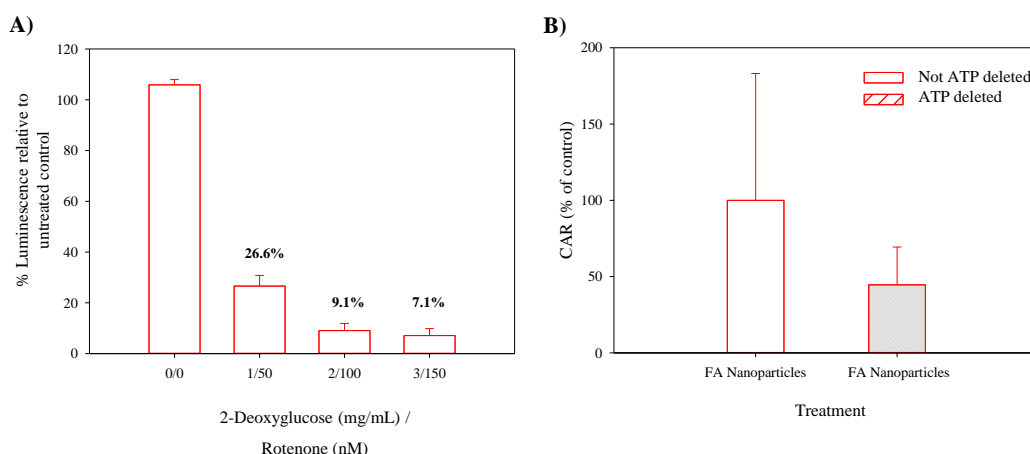 A)
% Luminescence relative to
untreated control
120
100
80
60
40
20
0
26.6%
9.1%
7.1%
0/0 1/50 2/100 3/150
2-Deoxyglucose (mg/mL) /
Rotenone (nM)
B)
CAR (% of control)
200
150
100
50
0
Not ATP deleted
ATP deleted
FA Nanoparticles FA Nanoparticles
Treatment